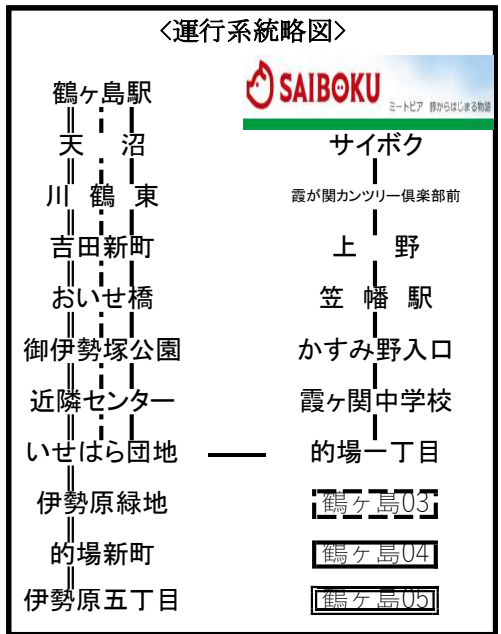 <運行系統略図>
鶴ヶ島駅
天沼
川鶴東
吉田新町
おいせ橋
御伊勢塚公園
近隣センター
いせはら団地
伊勢原緑地
的場新町
伊勢原五丁目
SAIBOKU
ミートピア 豚からはじまる物語
サイボク
霞が関カンツリー倶楽部前
上野
笠幡駅
かすみ野入口
霞ヶ関中学校
的場一丁目
鶴ヶ島03
鶴ヶ島04
鶴ヶ島05